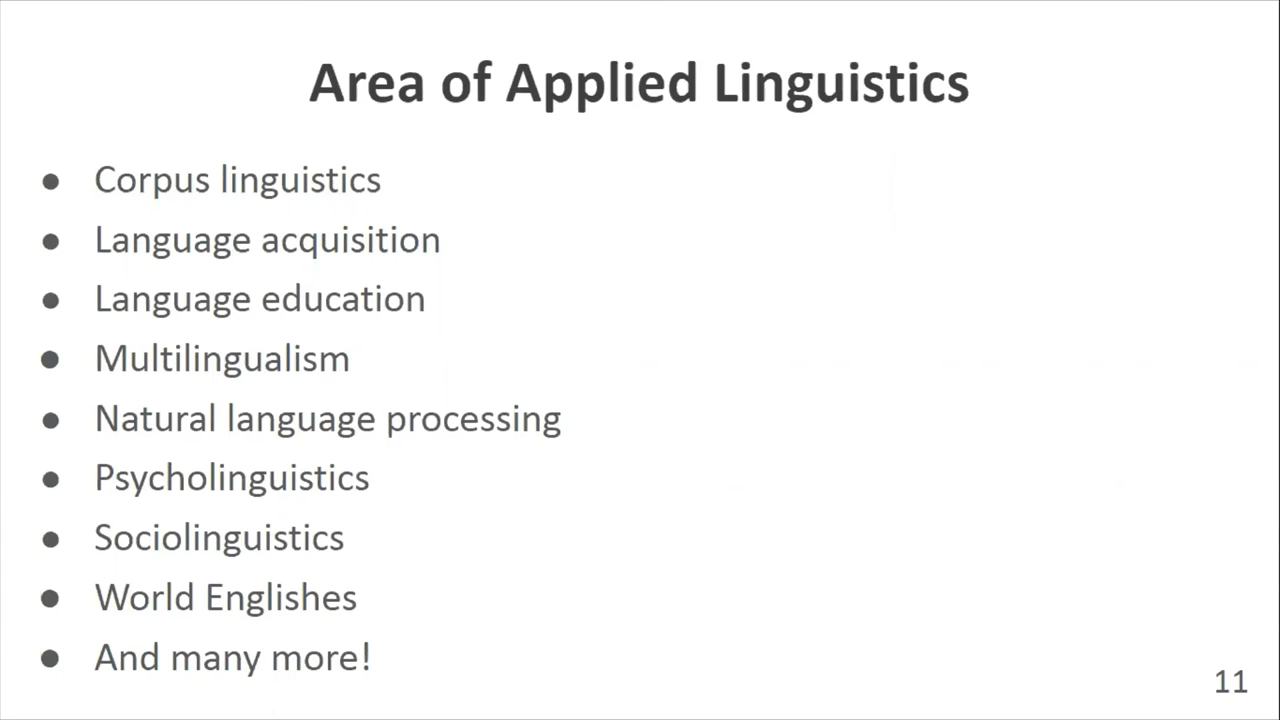 Area of Applied Linguistics
● Corpus linguistics
● Language acquisition
● Language education
● Multilingualism
● Natural language processing
● Psycholinguistics
● Sociolinguistics
● World Englishes
● And many more!
11